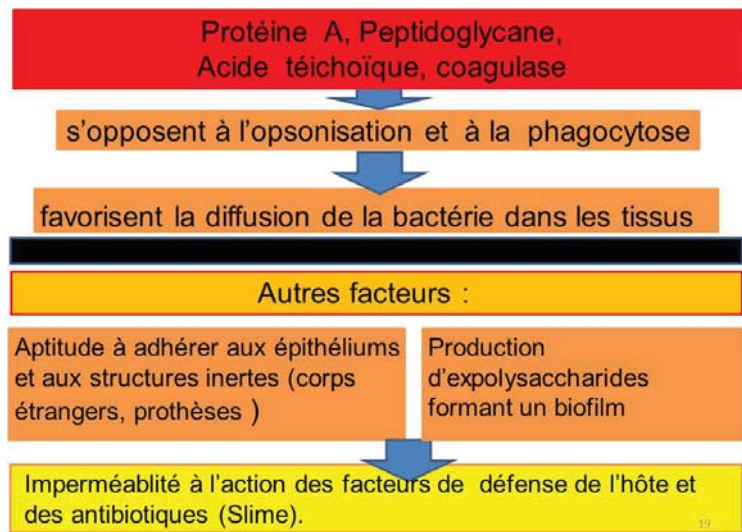 Protéine A, Peptidoglycane,
Acide téichoïque, coagulase
s'opposent à l'opsonisation et à la phagocytose
favorisent la diffusion de la bactérie dans les tissus
Autres facteurs :
Aptitude à adhérer aux épithéliums
et aux structures inertes (corps
étrangers, prothèses )
Production
d'expolysaccharides
formant un biofilm
Imperméablité à l'action des facteurs de défense de l'hôte et
des antibiotiques (Slime).
19